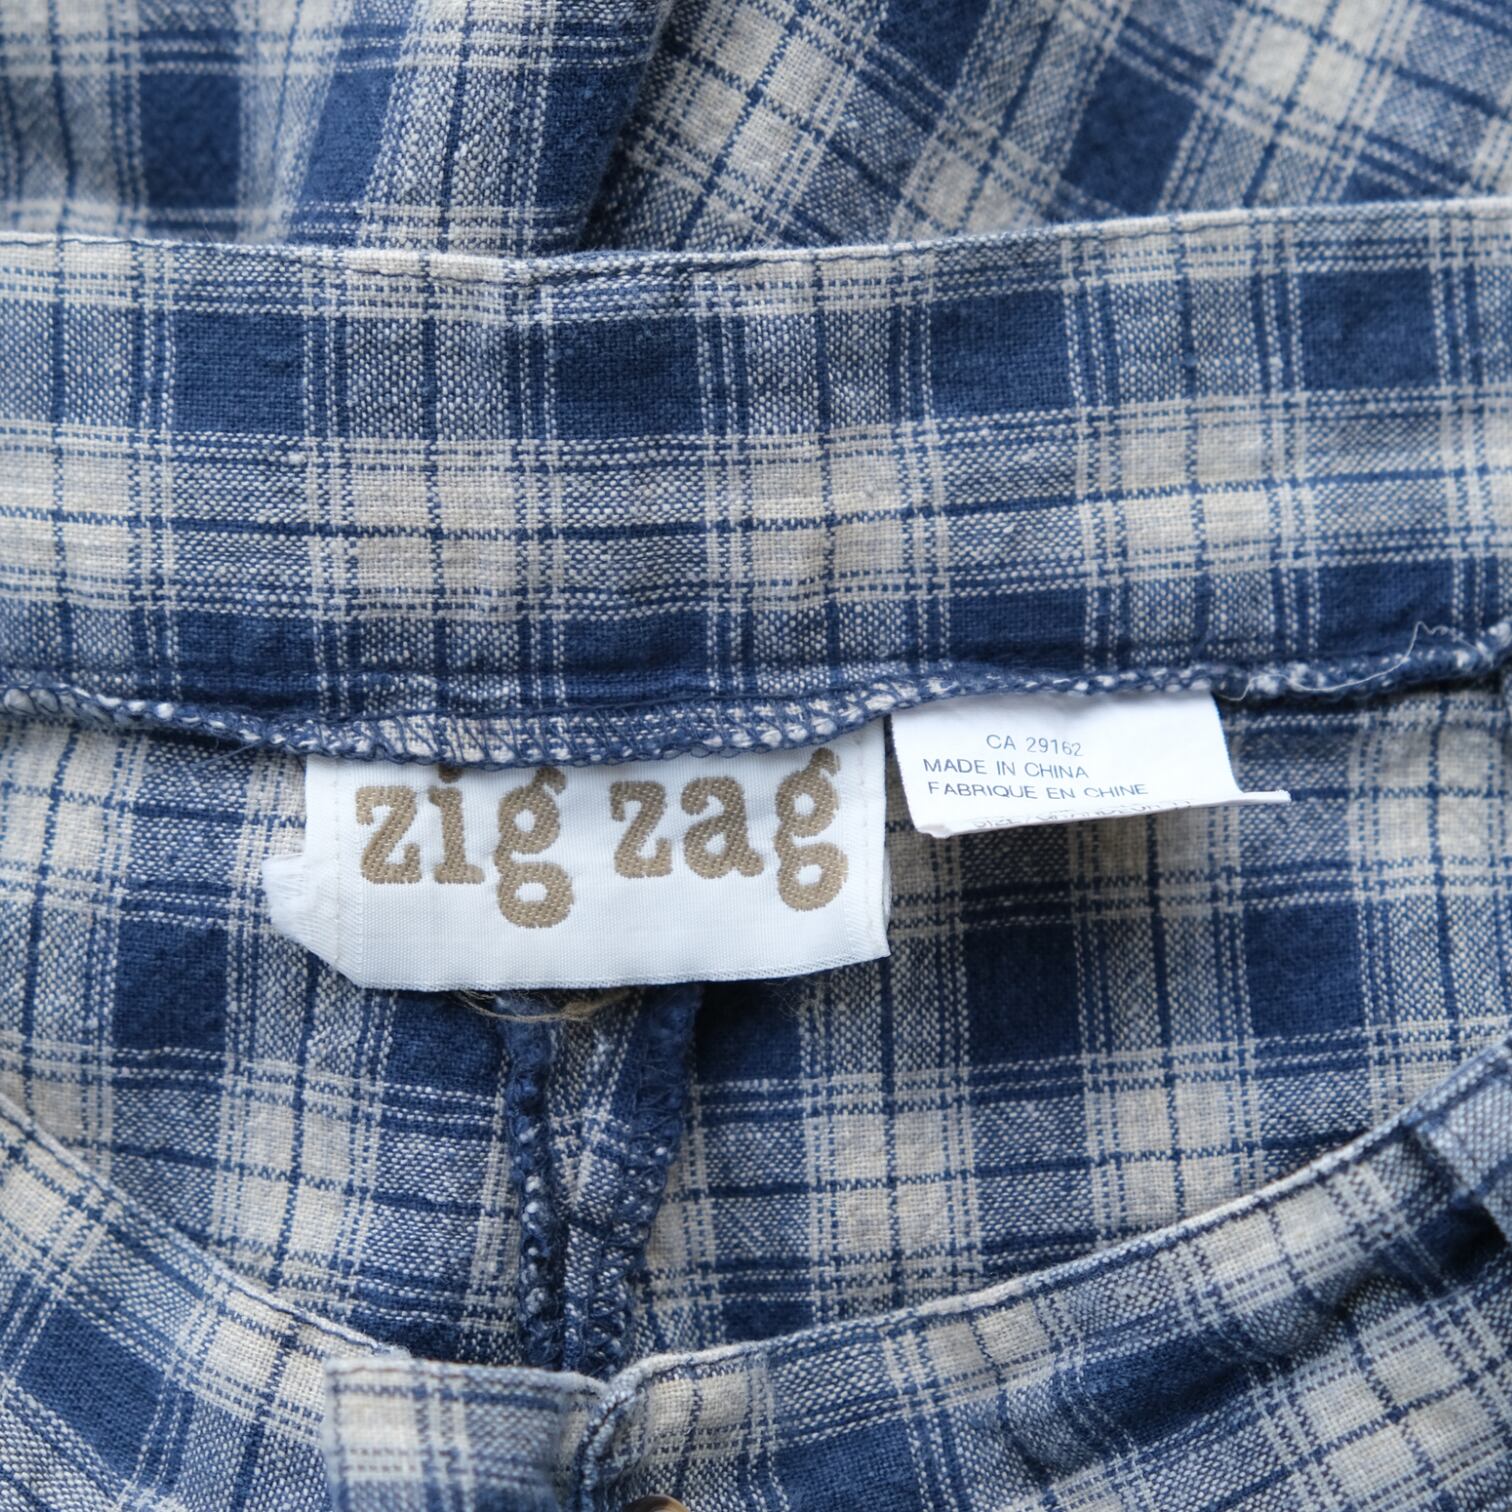 zig zag
CA 29162
MADE IN CHINA
FABRIQUE EN CHINE